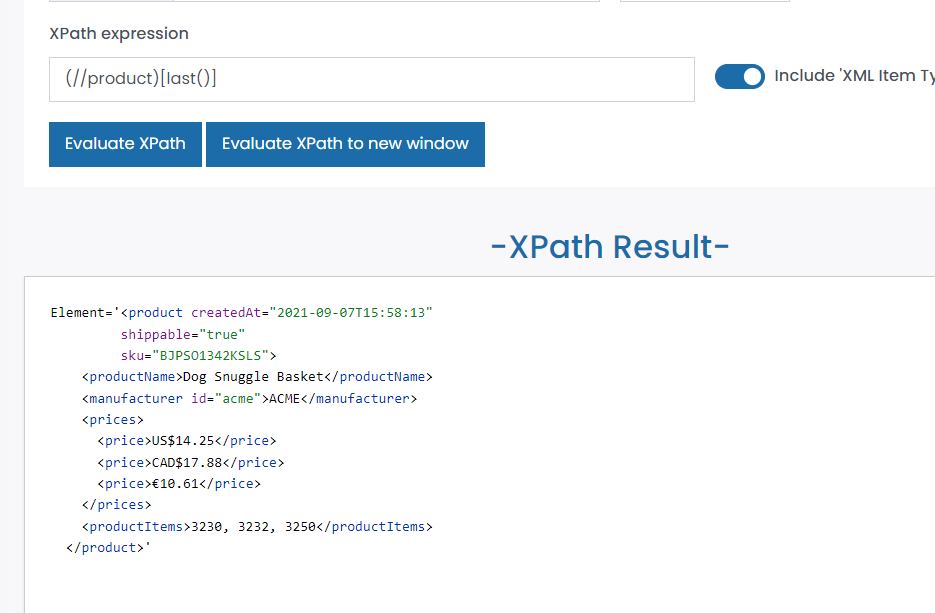 XPath expression
(//product)[last()]
Include 'XML Item Ty
Evaluate XPath
Evaluate XPath to new window
-XPath Result-
Element='<product createdAt="2021-09-07T15:58:13"
shippable="true"
sku="BJPSO1342KSLS">
<productName>Dog Snuggle Basket</productName>
<manufacturer id="acme">ACME</manufacturer>
<prices>
<price>US$14.25</price>
<price>CAD$17.88</price>
<price>€10.61</price>
</prices>
<productItems>3230, 3232, 3250</productItems>
</product>'